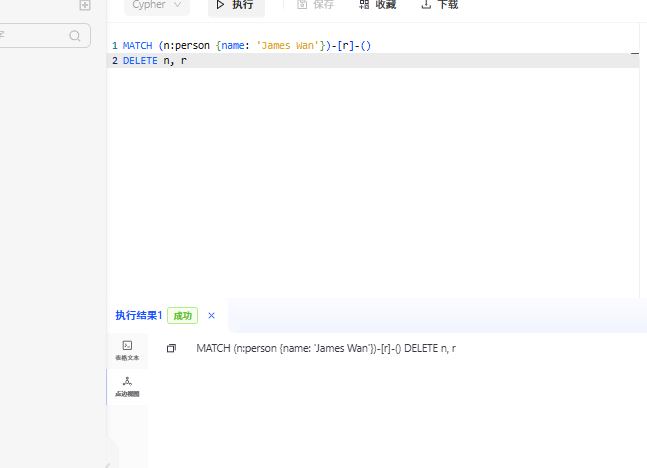 Cypher
执行
保存
收藏
下载
字
1 MATCH (n:person {name: 'James Wan'})-[r]-()
2 DELETE n, r
执行结果1 成功 ×
表格文本
MATCH (n:person {name: 'James Wan'})-[r]-() DELETE n, r
点边视图